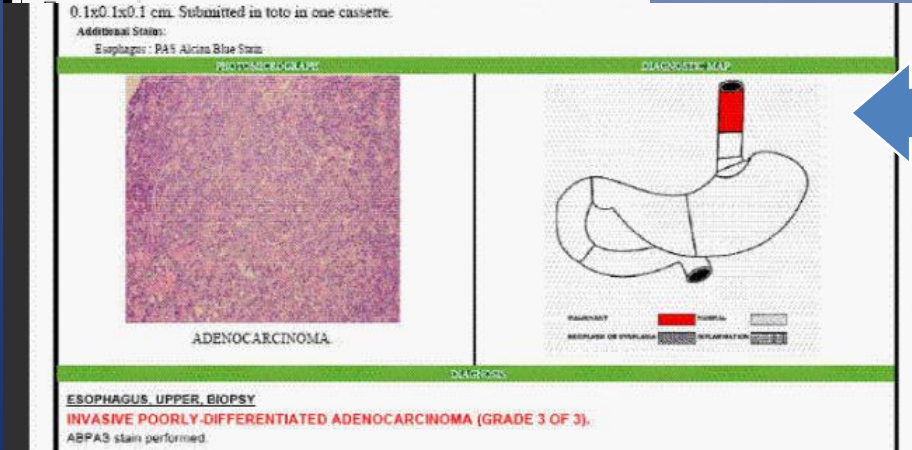 0.1x0.1x0.1 cm. Submitted in toto in one cassette.
Additional Stains:
Esophagus : PAS Alcian Blue Stain
PHOTOMICROGRAPH
DIAGNOSTIC MAP
ADENOCARCINOMA
MALIGNANT
NORMAL
INFLAMMATION
DIAGNOSIS
ESOPHAGUS, UPPER, BIOPSY
INVASIVE POORLY-DIFFERENTIATED ADENOCARCINOMA (GRADE 3 OF 3).
ABPAS stain performed.